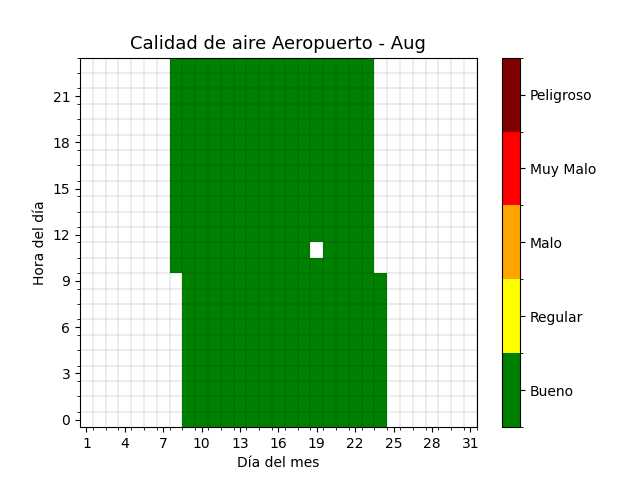 Calidad de aire Aeropuerto - Aug
Hora del día
21
18
15
12
9
6
3
0
1 4 7 10 13 16 19 22 25 28 31
Día del mes
Peligroso
Muy Malo
Malo
Regular
Bueno